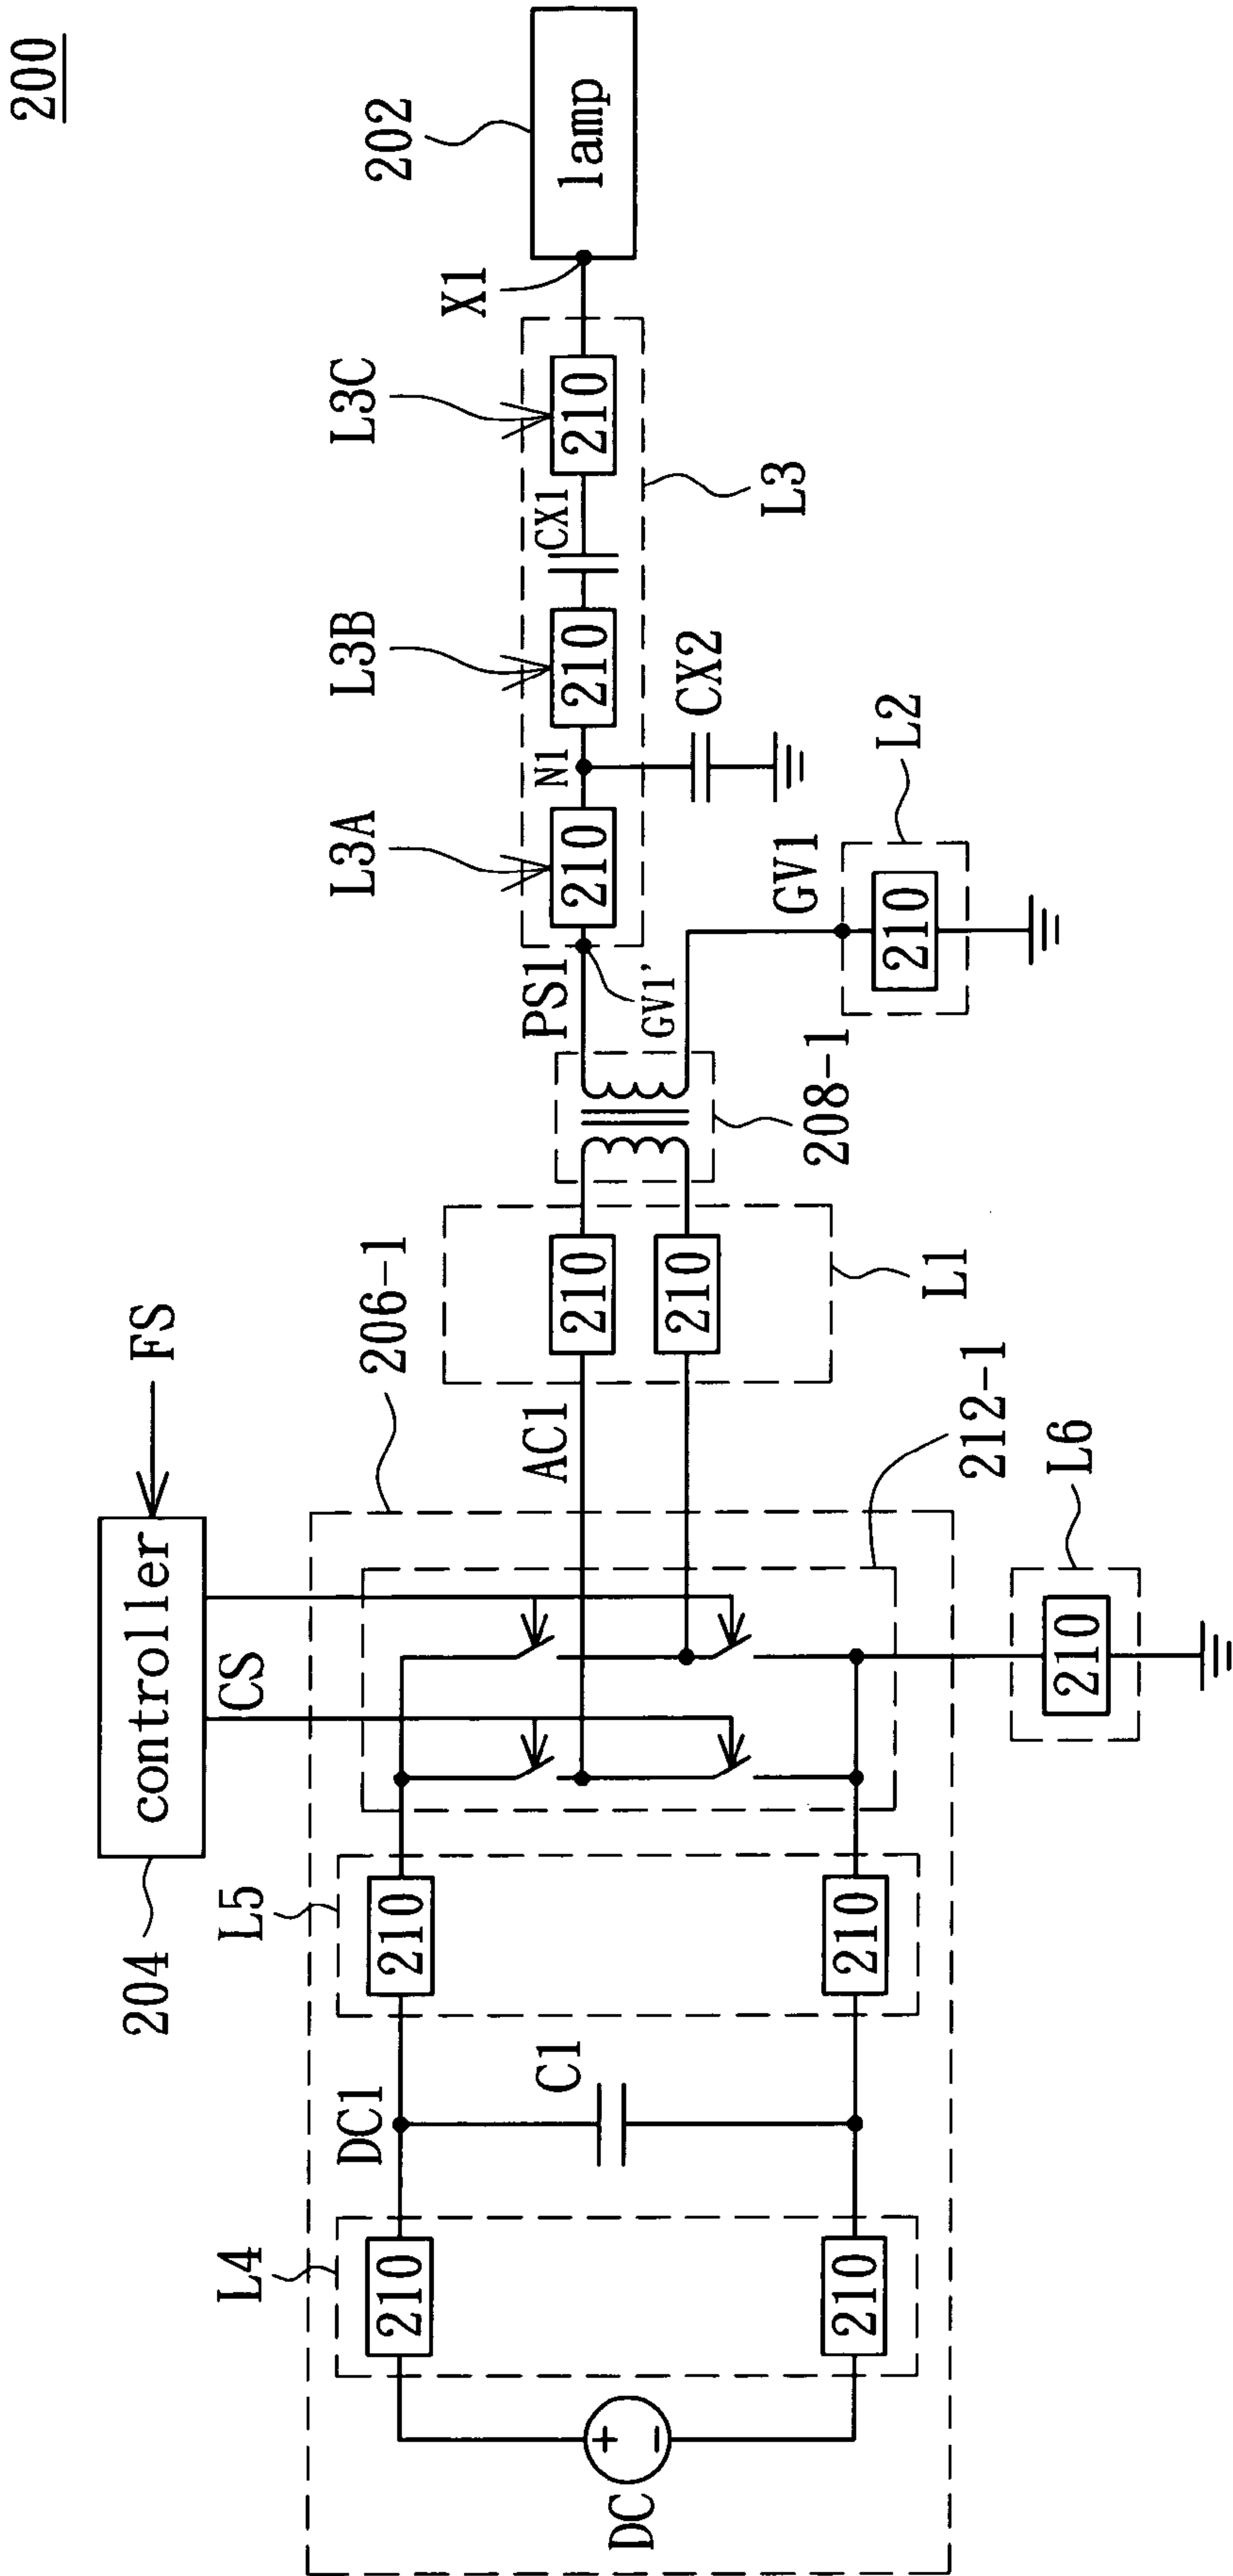 200
202
lamp
X1
L3C
210
CX1
L3
L3B
210
CX2
N1
L3A
210
L2
GV1
210
PS1
GV1'
208-1
206-1
210
210
L1
FS
AC1
212-1
L6
controller
CS
210
204
L5
210
210
DC1
C1
L4
210
210
+
−
DC